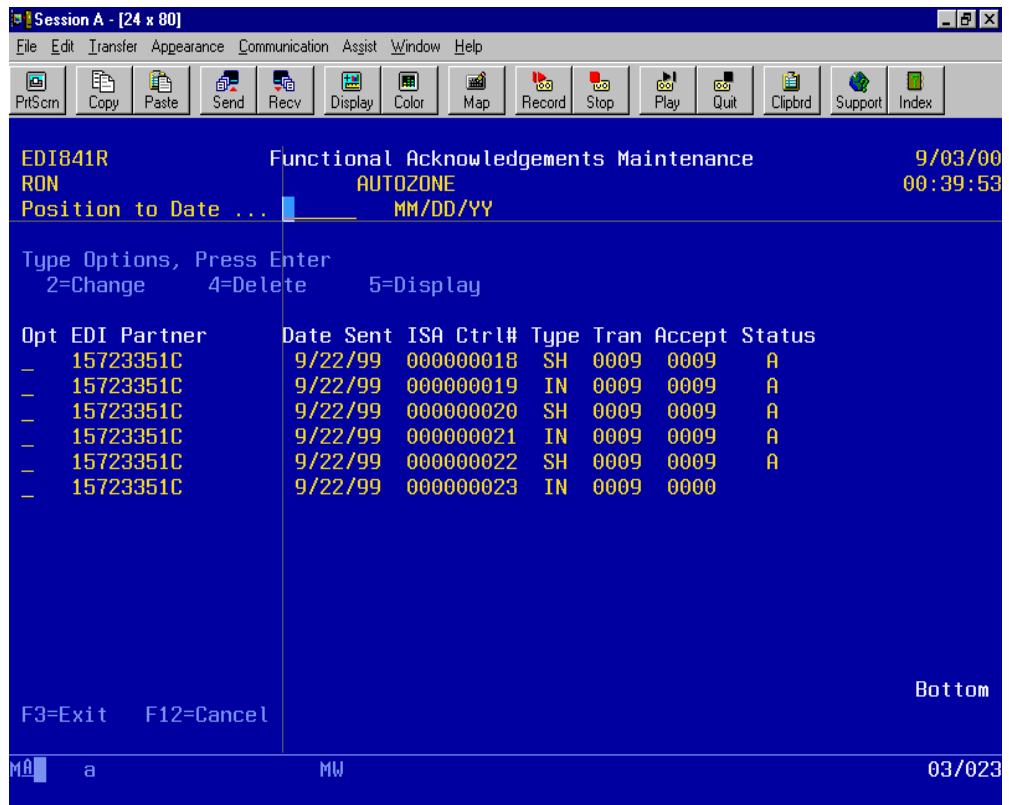 Session A - [24 x 80]
File Edit Transfer Appearance Communication Assist Window Help
PrtScrn Copy Paste Send Recv Display Color Map Record Stop Play Quit Clipbrd Support Index
EDI841R Functional Acknowledgements Maintenance 9/03/00
RON AUTOZONE 00:39:53
Position to Date ... MM/DD/YY
Type Options, Press Enter
2=Change 4=Delete 5=Display
Opt EDI Partner Date Sent ISA Ctrl# Type Tran Accept Status
_ 15723351C 9/22/99 000000018 SH 0009 0009 A
_ 15723351C 9/22/99 000000019 IN 0009 0009 A
_ 15723351C 9/22/99 000000020 SH 0009 0009 A
_ 15723351C 9/22/99 000000021 IN 0009 0009 A
_ 15723351C 9/22/99 000000022 SH 0009 0009 A
_ 15723351C 9/22/99 000000023 IN 0009 0000
Bottom
F3=Exit F12=Cancel
MA a MW 03/023